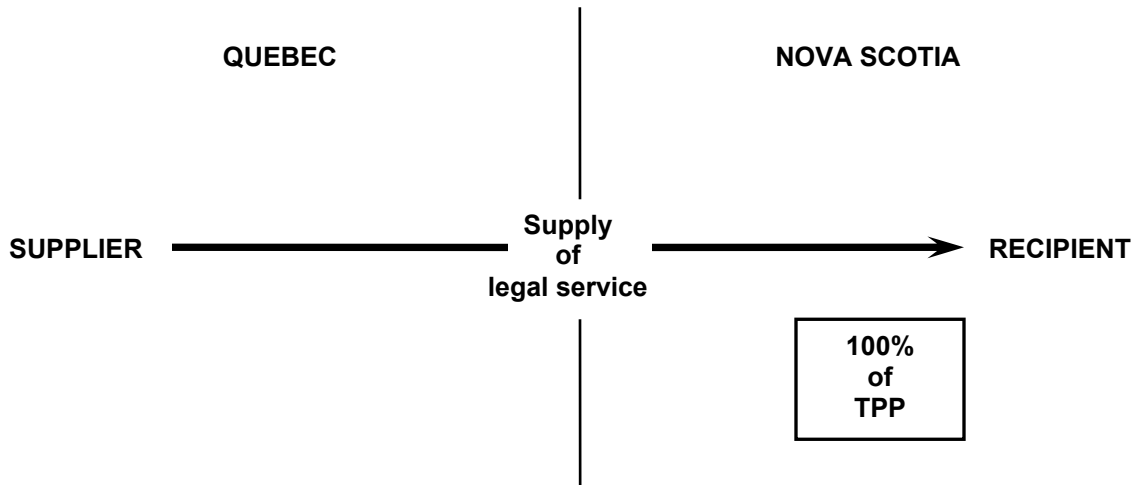 QUEBEC
NOVA SCOTIA
SUPPLIER
Supply
of
legal service
RECIPIENT
100%
of
TPP